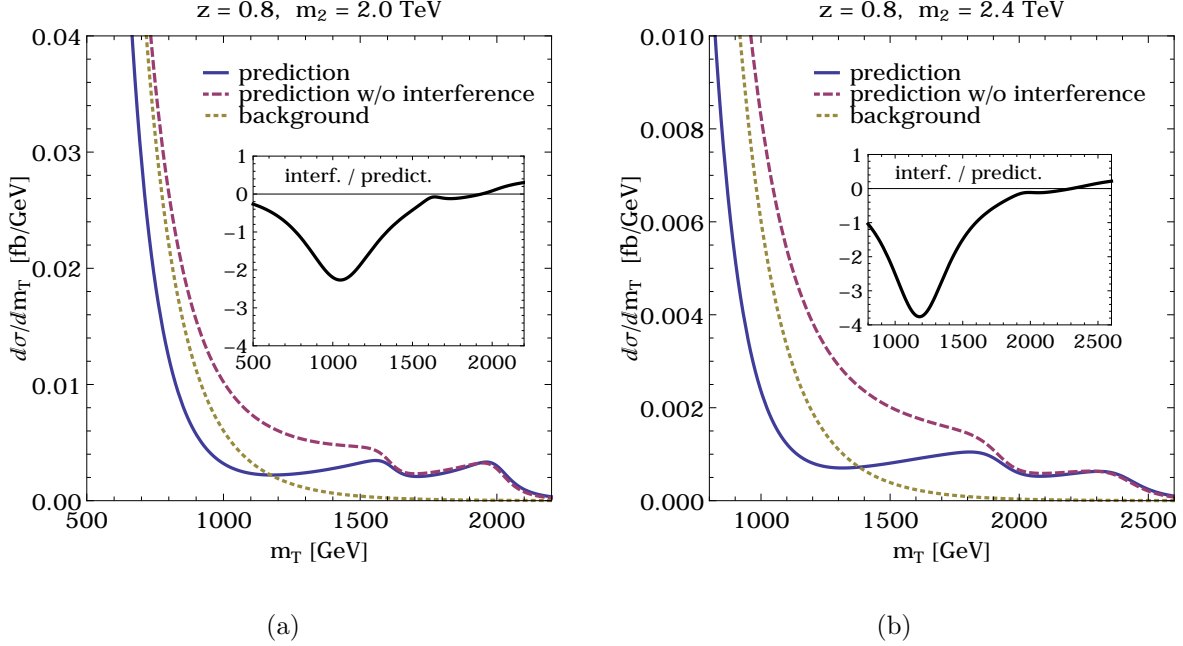 z = 0.8, m₂ = 2.0 TeV
0.04
0.03
0.02
0.01
0.00
dσ/dm_T [fb/GeV]
prediction
prediction w/o interference
background
interf. / predict.
1
0
−1
−2
−3
−4
500
1000
1500
2000
500
1000
1500
2000
m_T [GeV]
(a)
z = 0.8, m₂ = 2.4 TeV
0.010
0.008
0.006
0.004
0.002
0.000
dσ/dm_T [fb/GeV]
prediction
prediction w/o interference
background
interf. / predict.
1
0
−1
−2
−3
−4
1000
1500
2000
2500
1000
1500
2000
2500
m_T [GeV]
(b)